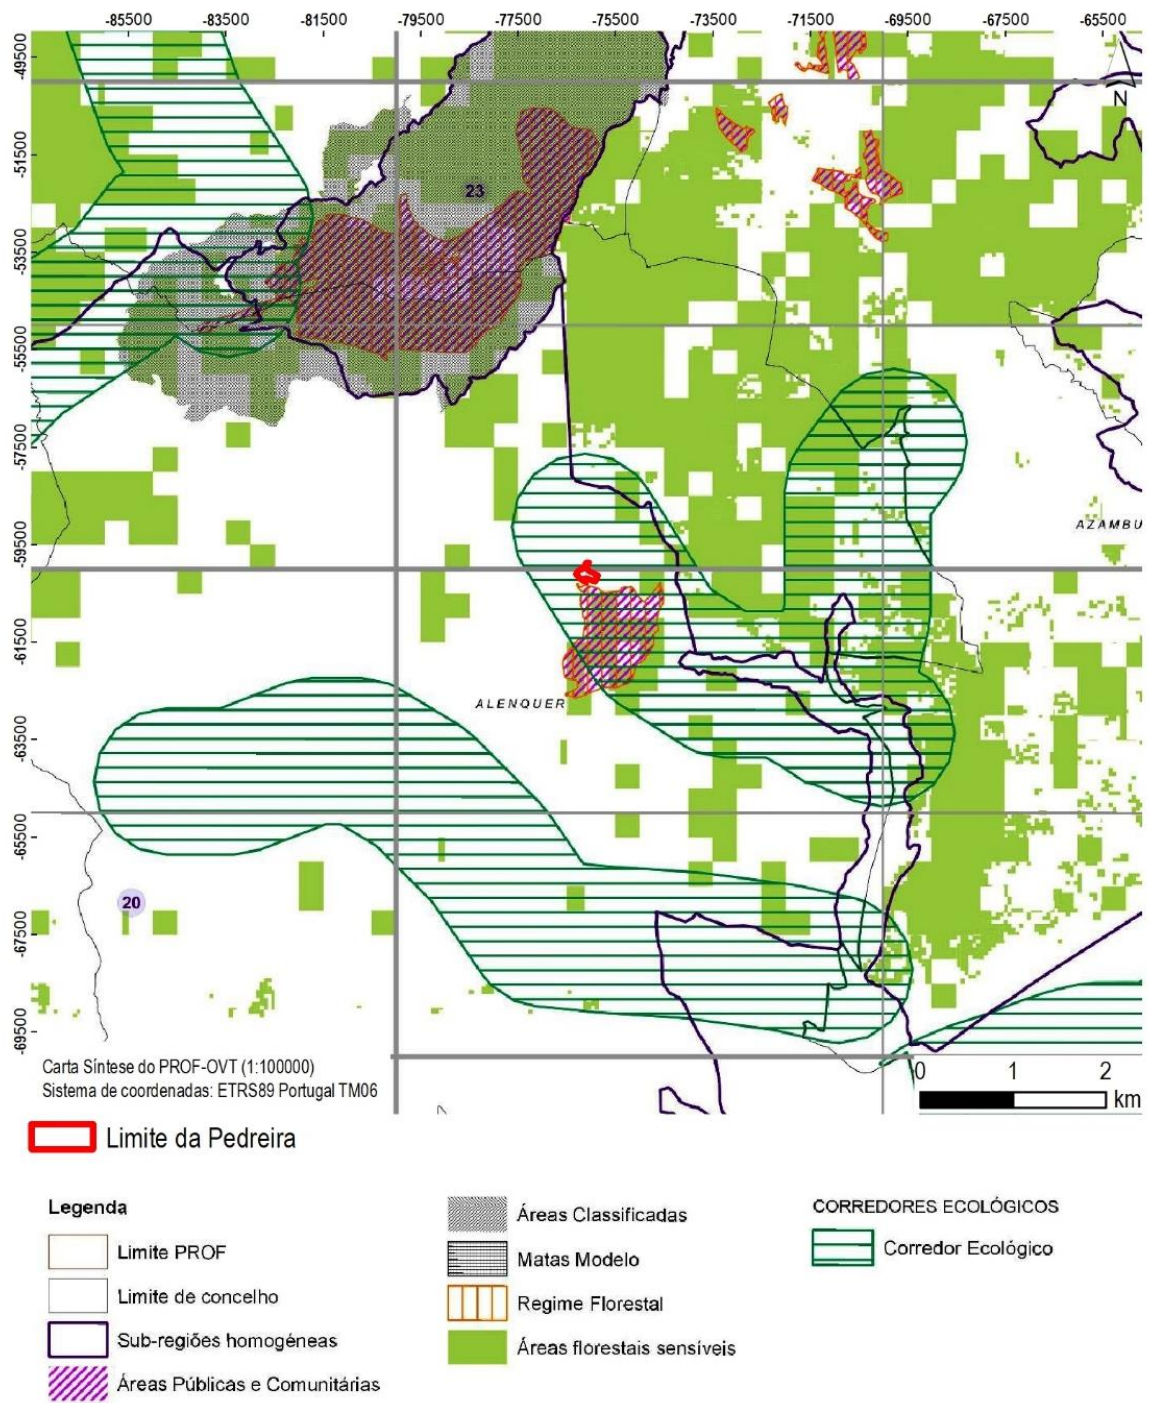 -85500 -83500 -81500 -79500 -77500 -75500 -73500 -71500 -69500 -67500 -65500
-49500
N
-51500
23
-53500
-55500
-57500
-59500
AZAMBU
-61500
ALENQUER
-63500
-65500
20
-67500
-69500
Carta Síntese do PROF-OVT (1:100000)
Sistema de coordenadas: ETRS89 Portugal TM06
0 1 2
km
Limite da Pedreira
Legenda
Limite PROF
Limite de concelho
Sub-regiões homogéneas
Áreas Públicas e Comunitárias
Áreas Classificadas
Matas Modelo
Regime Florestal
Áreas florestais sensíveis
CORREDORES ECOLÓGICOS
Corredor Ecológico